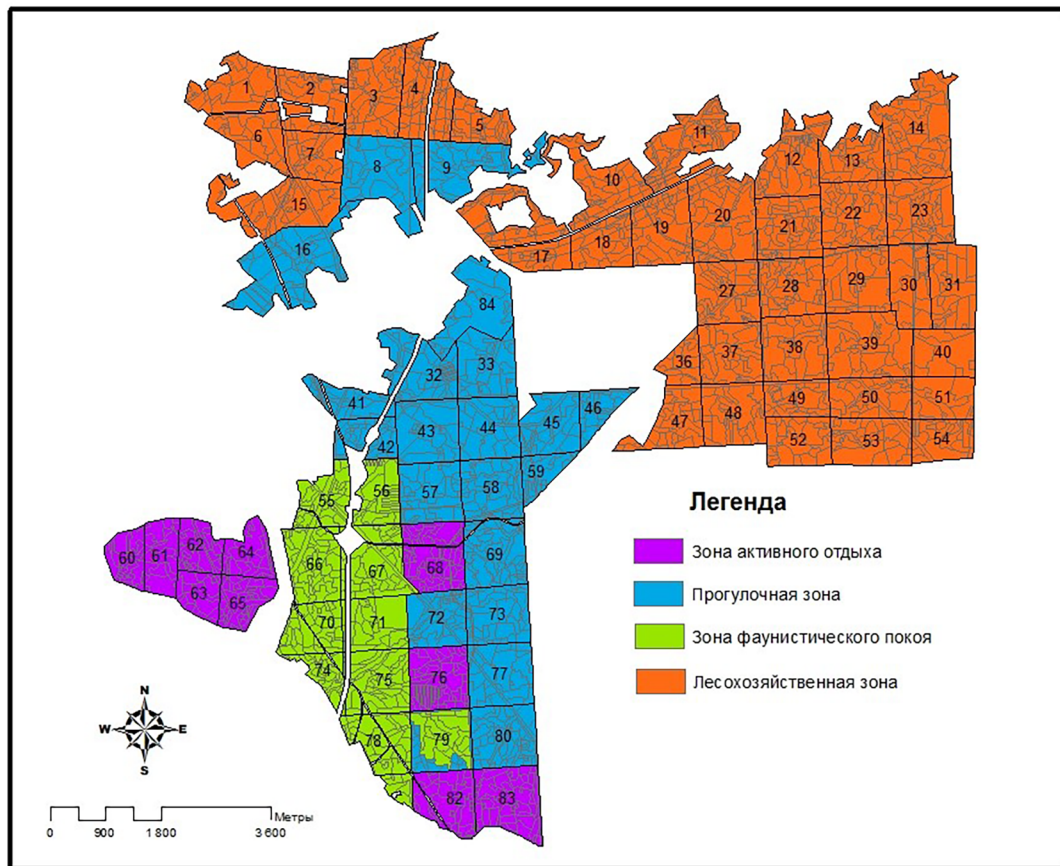 1 2 3 4 5
6 7 8 9
10 11 12 13 14
15 16 17 18 19 20 21 22 23
27 28 29 30 31
84
32 33 36 37 38 39 40
41 42 43 44 45 46 47 48 49 50 51
52 53 54
55 56 57 58 59
60 61 62 63 64 65
66 67 68 69
70 71 72 73
74 75 76 77
78 79 80
82 83
Легенда
Зона активного отдыха
Прогулочная зона
Зона фаунистического покоя
Лесохозяйственная зона
N
W E
S
Метры
0 900 1 800 3 600